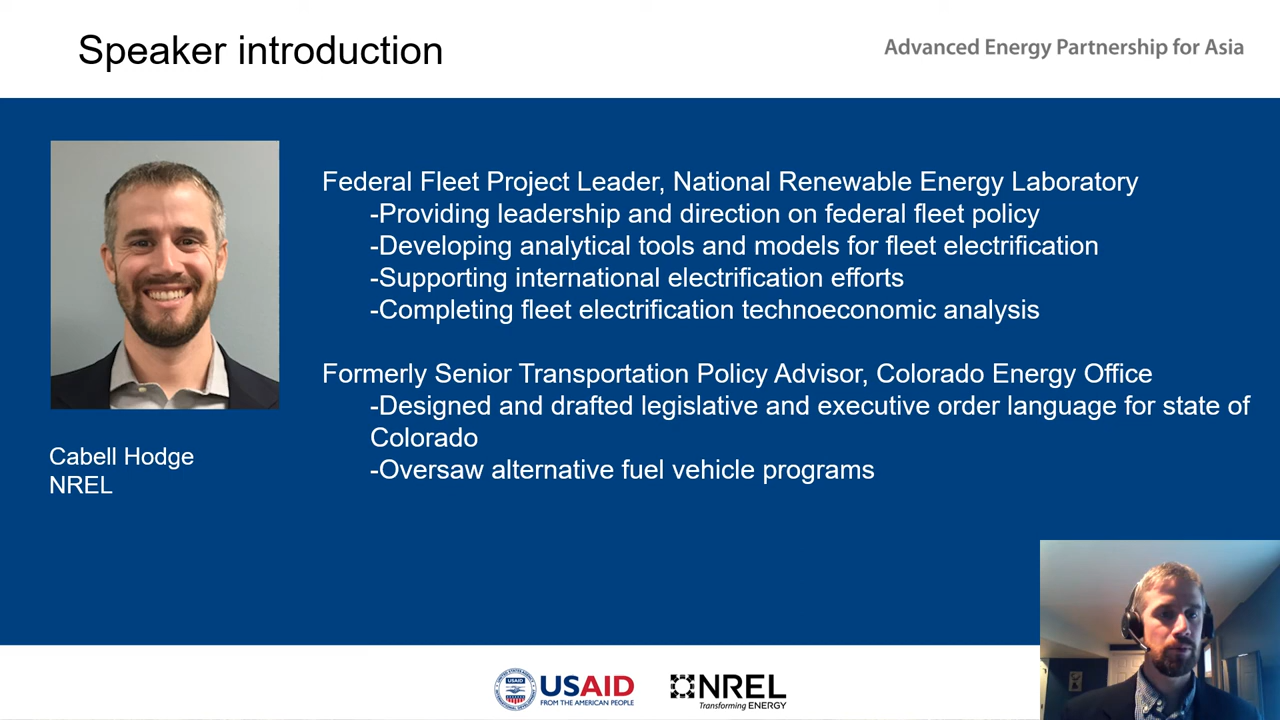 Speaker introduction
Advanced Energy Partnership for Asia
Federal Fleet Project Leader, National Renewable Energy Laboratory
-Providing leadership and direction on federal fleet policy
-Developing analytical tools and models for fleet electrification
-Supporting international electrification efforts
-Completing fleet electrification technoeconomic analysis
Formerly Senior Transportation Policy Advisor, Colorado Energy Office
-Designed and drafted legislative and executive order language for state of
Colorado
-Oversaw alternative fuel vehicle programs
Cabell Hodge
NREL
USAID
USAID
FROM THE AMERICAN PEOPLE
NREL
Transforming ENERGY